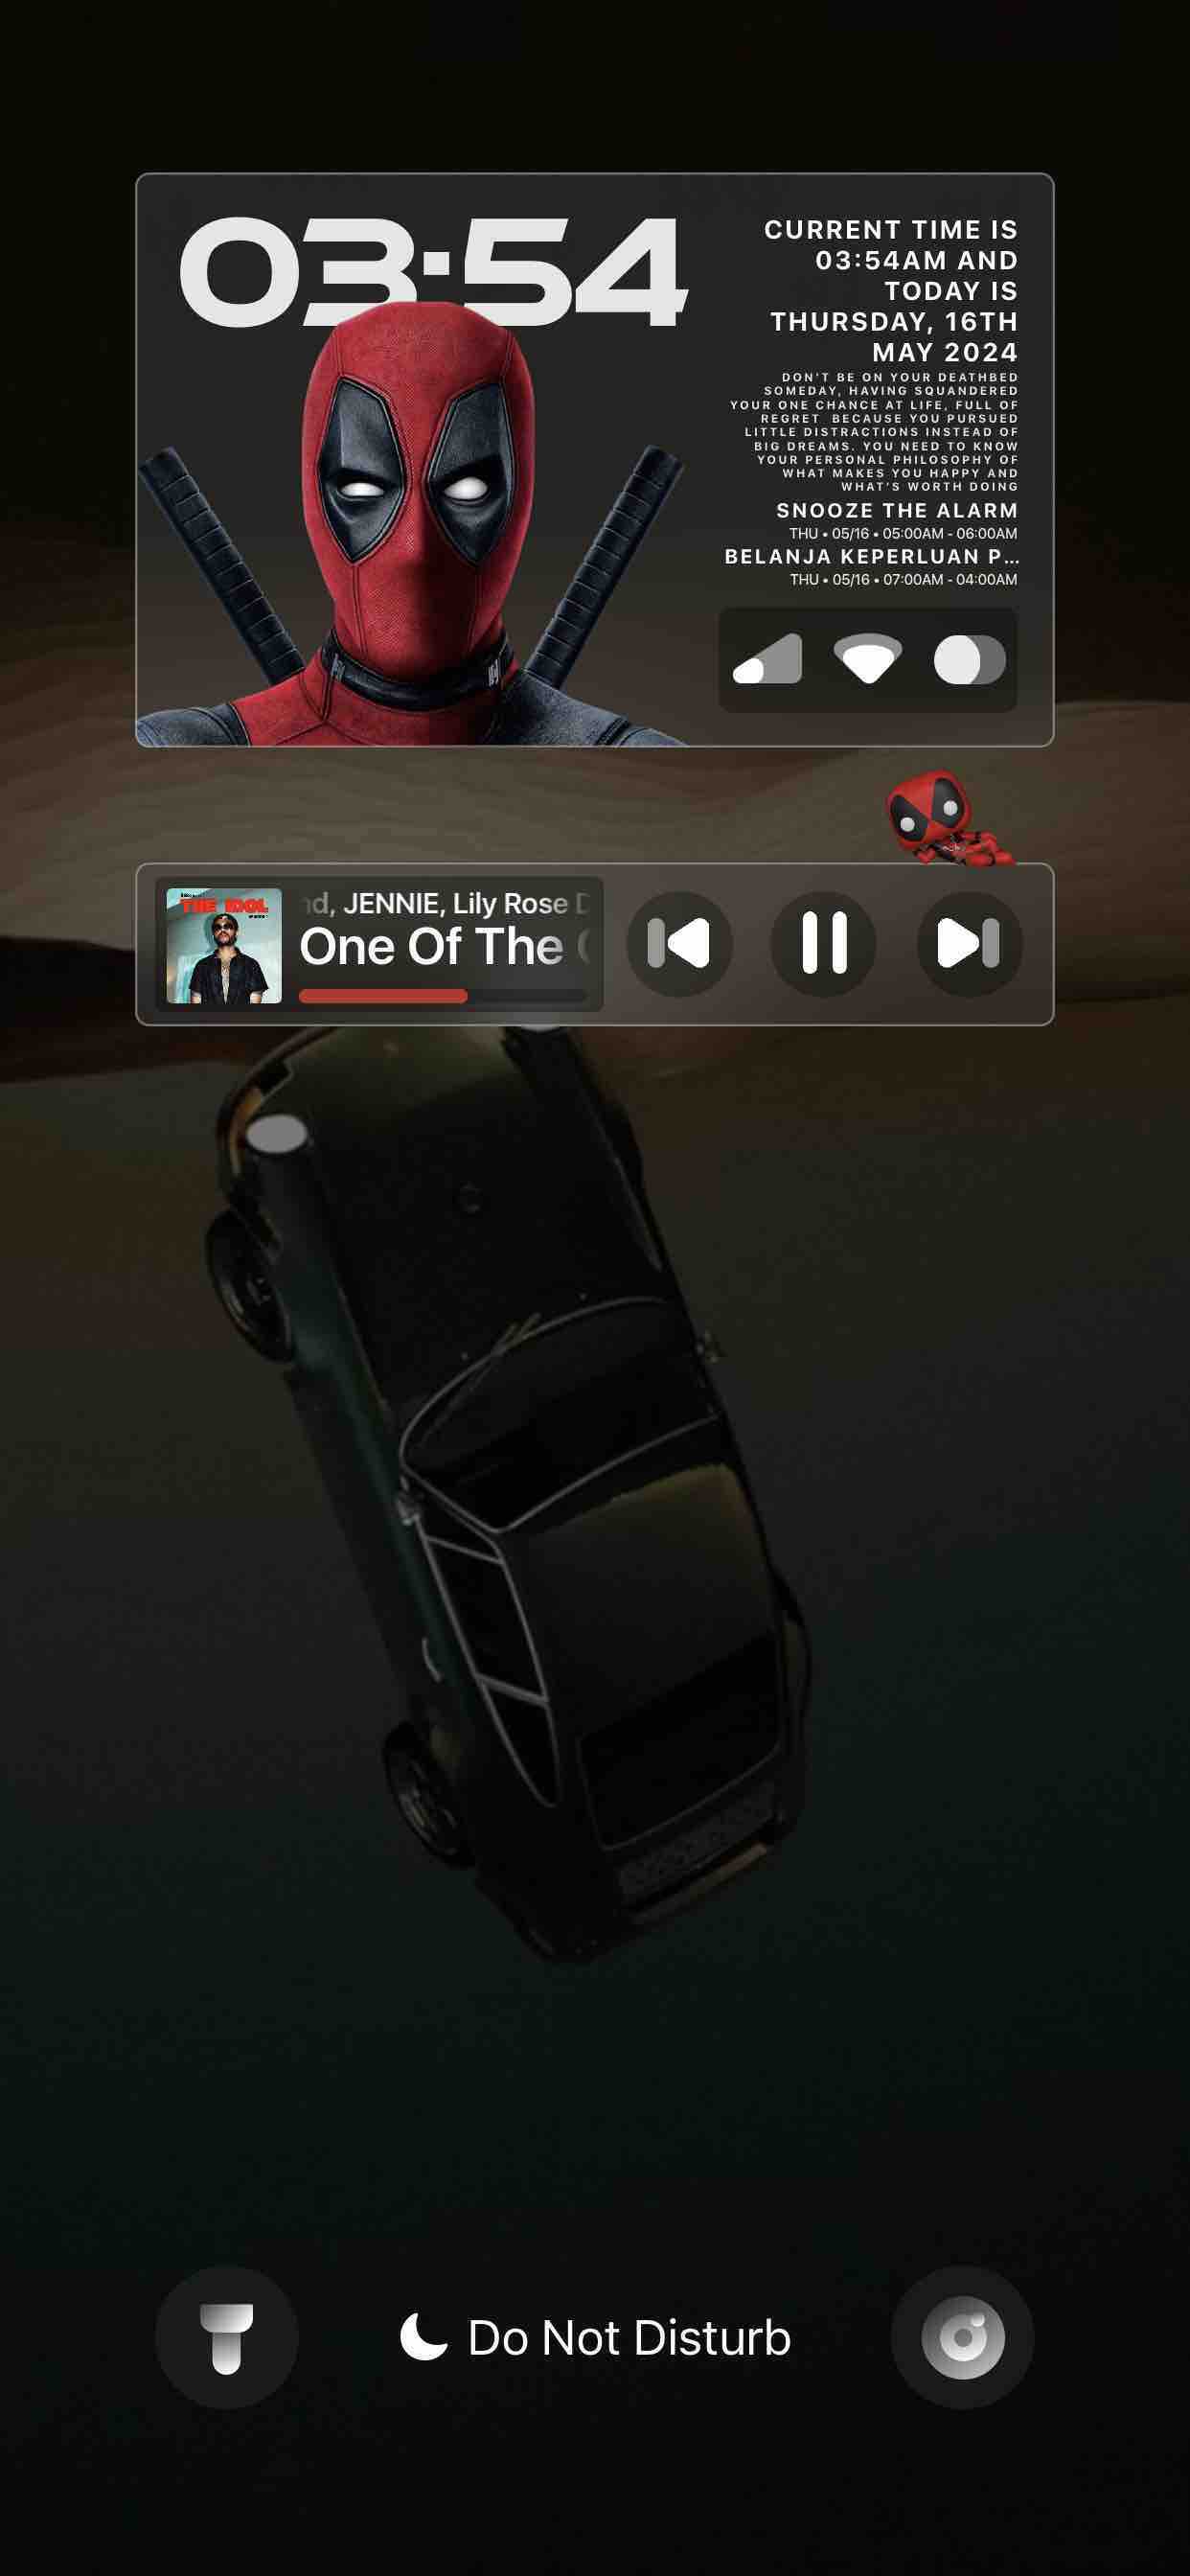 03:54
CURRENT TIME IS
03:54AM AND
TODAY IS
THURSDAY, 16TH
MAY 2024
DON'T BE ON YOUR DEATHBED
SOMEDAY, HAVING SQUANDERED
YOUR ONE CHANCE AT LIFE, FULL OF
REGRET BECAUSE YOU PURSUED
LITTLE DISTRACTIONS INSTEAD OF
BIG DREAMS. YOU NEED TO KNOW
YOUR PERSONAL PHILOSOPHY OF
WHAT MAKES YOU HAPPY AND
WHAT'S WORTH DOING
SNOOZE THE ALARM
THU • 05/16 • 05:00AM - 06:00AM
BELANJA KEPERLUAN P...
THU • 05/16 • 07:00AM - 04:00AM
THE IDOL
nd, JENNIE, Lily Rose D
One Of The
Do Not Disturb